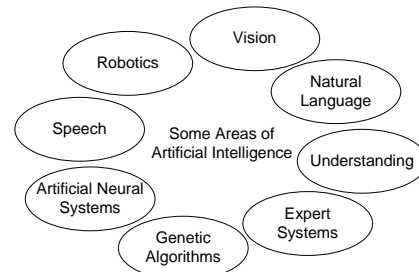 Vision
Robotics
Natural
Language
Speech
Some Areas of
Artificial Intelligence
Understanding
Artificial Neural
Systems
Expert
Systems
Genetic
Algorithms